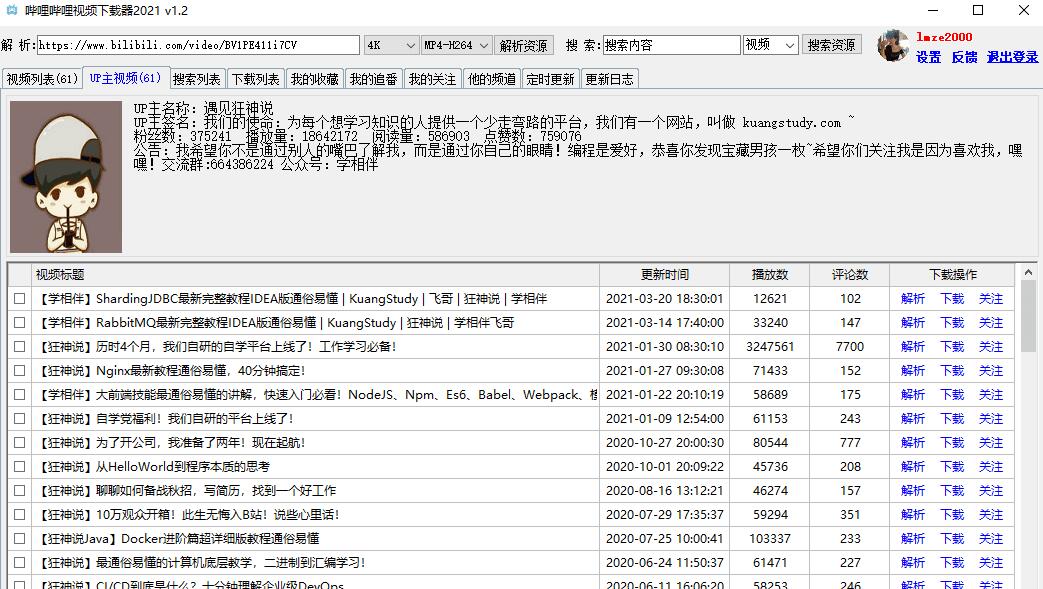 哔哩哔哩视频下载器2021 v1.2
解 析: https://www.bilibili.com/video/BV1PE411i7CV 4K MP4-H264 解析资源 搜 索: 搜索内容 视频 搜索资源 lmze2000
设置 反馈 退出登录
视频列表(61) UP主视频(61) 搜索列表 下载列表 我的收藏 我的追番 我的关注 他的频道 定时更新 更新日志
UP主名称: 遇见狂神说
UP主签名: 我们的使命: 为每个想学习知识的人提供一个少走弯路的平台，我们有一个网站，叫做 kuangstudy.com ~
粉丝数: 375241 播放量: 18642172 阅读量: 586903 点赞数: 759076
公告: 我希望你不是通过别人的嘴巴了解我，而是通过你自己的眼睛! 编程是爱好，恭喜你发现宝藏男孩一枚~希望你们关注我是因为喜欢我，嘿
嘿! 交流群:664386224 公众号: 学相伴
视频标题 更新时间 播放数 评论数 下载操作
【学相伴】ShardingJDBC最新完整教程IDEA版通俗易懂 | KuangStudy | 飞哥 | 狂神说 | 学相伴 2021-03-20 18:30:01 12621 102 解析 下载 关注
【学相伴】RabbitMQ最新完整教程IDEA版通俗易懂 | KuangStudy | 狂神说 | 学相伴飞哥 2021-03-14 17:40:00 33240 147 解析 下载 关注
【狂神说】历时4个月，我们自研的自学平台上线了！工作学习必备！ 2021-01-30 08:30:10 3247561 7700 解析 下载 关注
【狂神说】Nginx最新教程通俗易懂，40分钟搞定！ 2021-01-27 09:30:08 71433 152 解析 下载 关注
【学相伴】大前端技能最通俗易懂的讲解，快速入门必看！NodeJS、Npm、Es6、Babel、Webpack、 2021-01-22 20:10:19 58689 175 解析 下载 关注
【狂神说】自学党福利！我们自研的平台上线了！ 2021-01-09 12:54:00 61153 243 解析 下载 关注
【狂神说】为了开公司，我准备了两年！现在起航！ 2020-10-27 20:00:30 80544 777 解析 下载 关注
【狂神说】从HelloWorld到程序本质的思考 2020-10-01 20:09:22 45736 208 解析 下载 关注
【狂神说】聊聊如何备战秋招，写简历，找到一个好工作 2020-08-16 13:12:21 46274 157 解析 下载 关注
【狂神说】10万观众开箱！此生无悔入B站！说些心里话！ 2020-07-29 17:35:37 59294 351 解析 下载 关注
【狂神说Java】Docker进阶篇超详细版教程通俗易懂 2020-07-25 10:00:41 103337 233 解析 下载 关注
【狂神说】最通俗易懂的计算机底层教学，二进制到汇编学习！ 2020-06-24 11:50:37 61471 227 解析 下载 关注
【狂神说】CI/CD到底是什么？十分钟理解企业级DevOps 2020-06-11 16:06:20 58253 246 解析 下载 关注